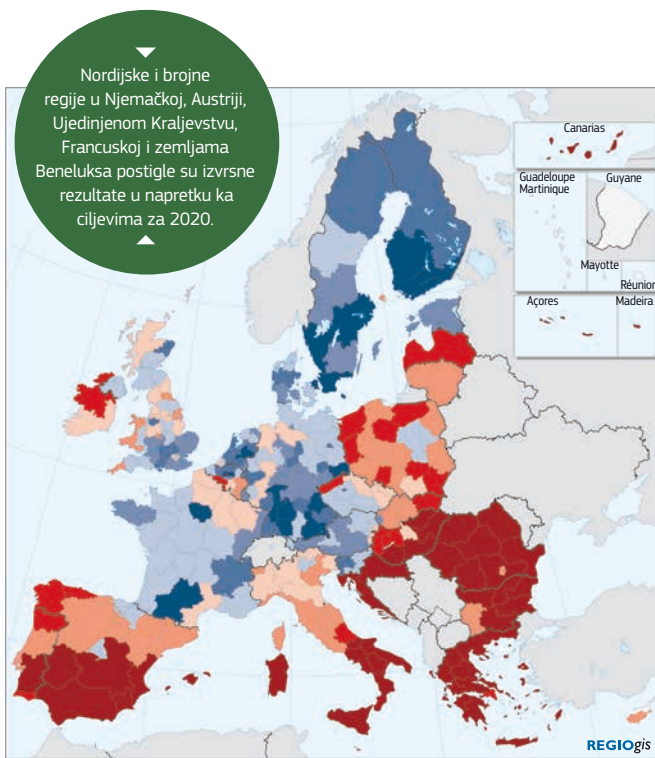 Nordijske i brojne
regije u Njemačkoj, Austriji,
Ujedinjenom Kraljevstvu,
Francuskoj i zemljama
Beneluksa postigle su izvrsne
rezultate u napretku ka
ciljevima za 2020.
Canarias
Guadeloupe
Martinique
Guyane
Mayotte
Réunion
Açores
Madeira
REGIOgis